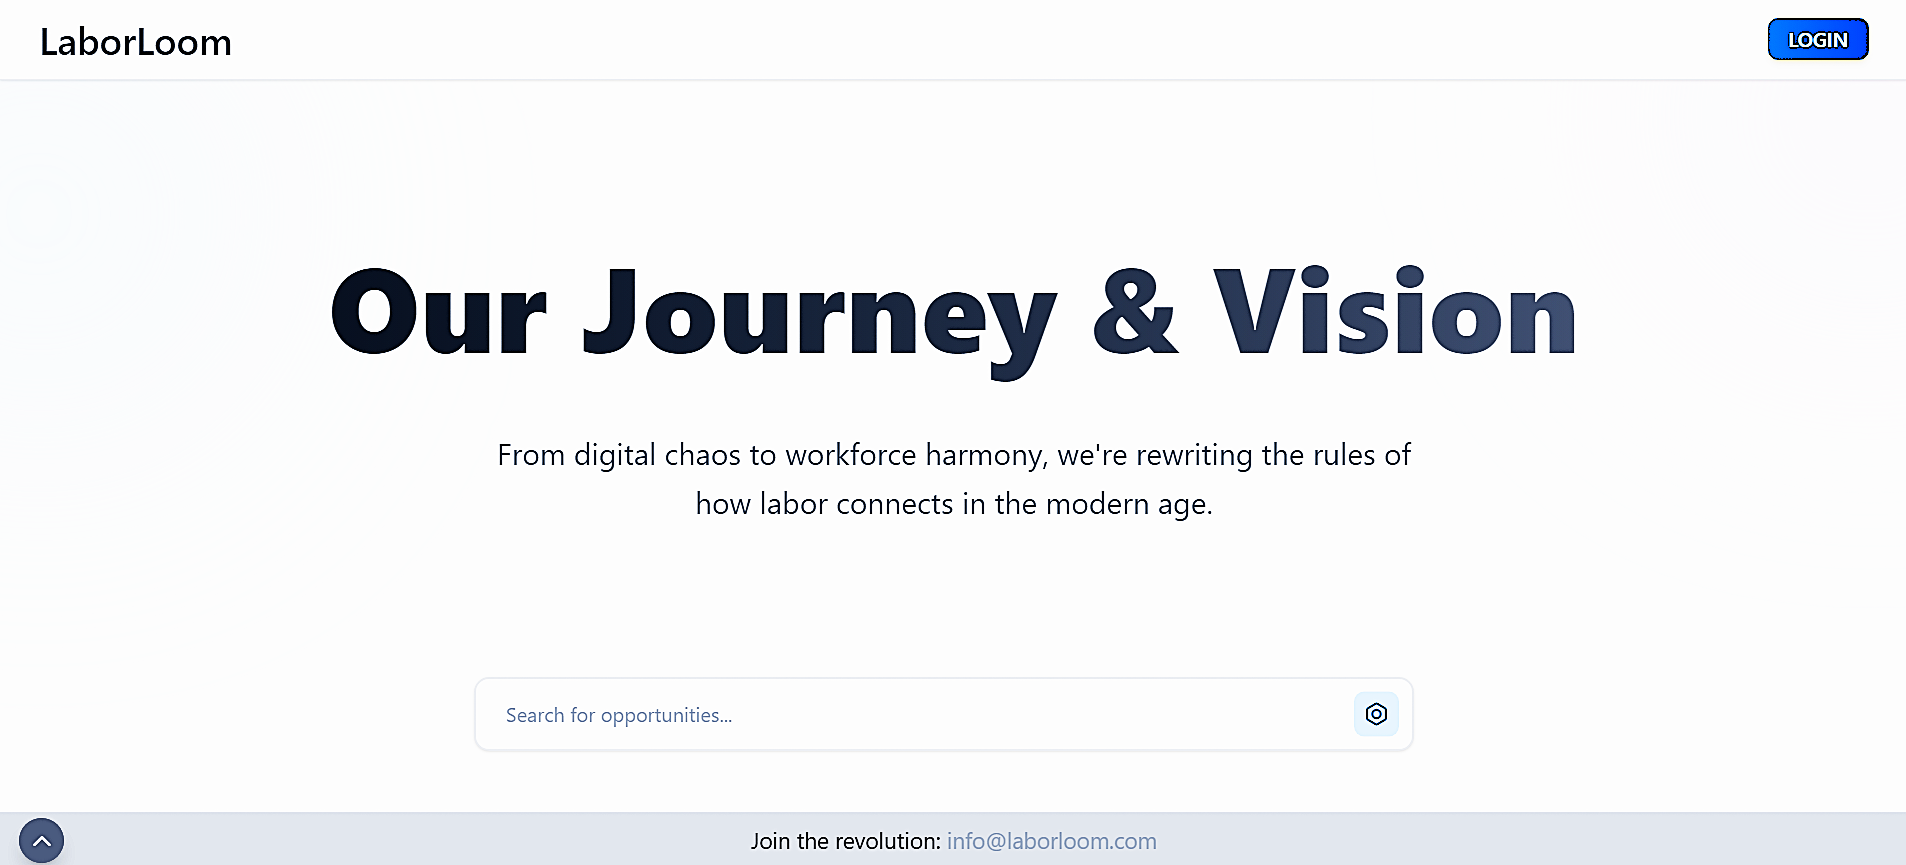 LaborLoom
LOGIN
Our Journey & Vision
From digital chaos to workforce harmony, we're rewriting the rules of
how labor connects in the modern age.
Search for opportunities...
Join the revolution: info@laborloom.com